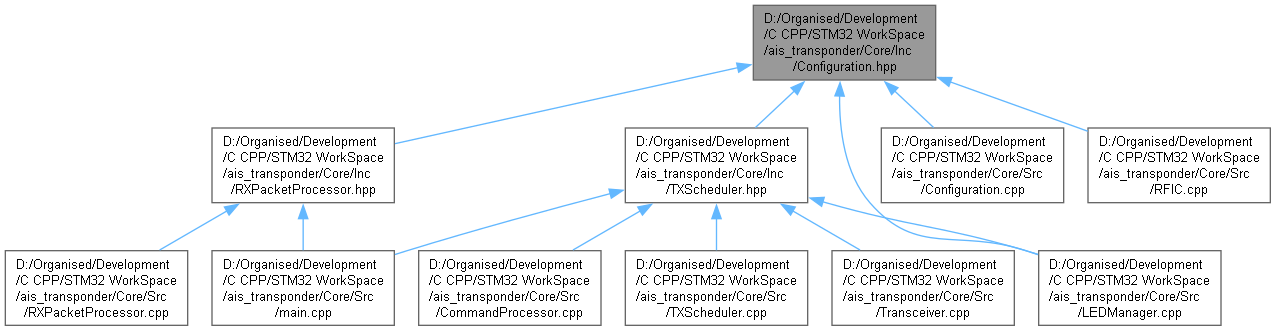 D:/Organised/Development
/C CPP/STM32 WorkSpace
/ais_transponder/Core/Inc
/Configuration.hpp
D:/Organised/Development
/C CPP/STM32 WorkSpace
/ais_transponder/Core/Inc
/RXPacketProcessor.hpp
D:/Organised/Development
/C CPP/STM32 WorkSpace
/ais_transponder/Core/Inc
/TXScheduler.hpp
D:/Organised/Development
/C CPP/STM32 WorkSpace
/ais_transponder/Core/Src
/Configuration.cpp
D:/Organised/Development
/C CPP/STM32 WorkSpace
/ais_transponder/Core/Src
/RFIC.cpp
D:/Organised/Development
/C CPP/STM32 WorkSpace
/ais_transponder/Core/Src
/RXPacketProcessor.cpp
D:/Organised/Development
/C CPP/STM32 WorkSpace
/ais_transponder/Core/Src
/main.cpp
D:/Organised/Development
/C CPP/STM32 WorkSpace
/ais_transponder/Core/Src
/CommandProcessor.cpp
D:/Organised/Development
/C CPP/STM32 WorkSpace
/ais_transponder/Core/Src
/TXScheduler.cpp
D:/Organised/Development
/C CPP/STM32 WorkSpace
/ais_transponder/Core/Src
/Transceiver.cpp
D:/Organised/Development
/C CPP/STM32 WorkSpace
/ais_transponder/Core/Src
/LEDManager.cpp